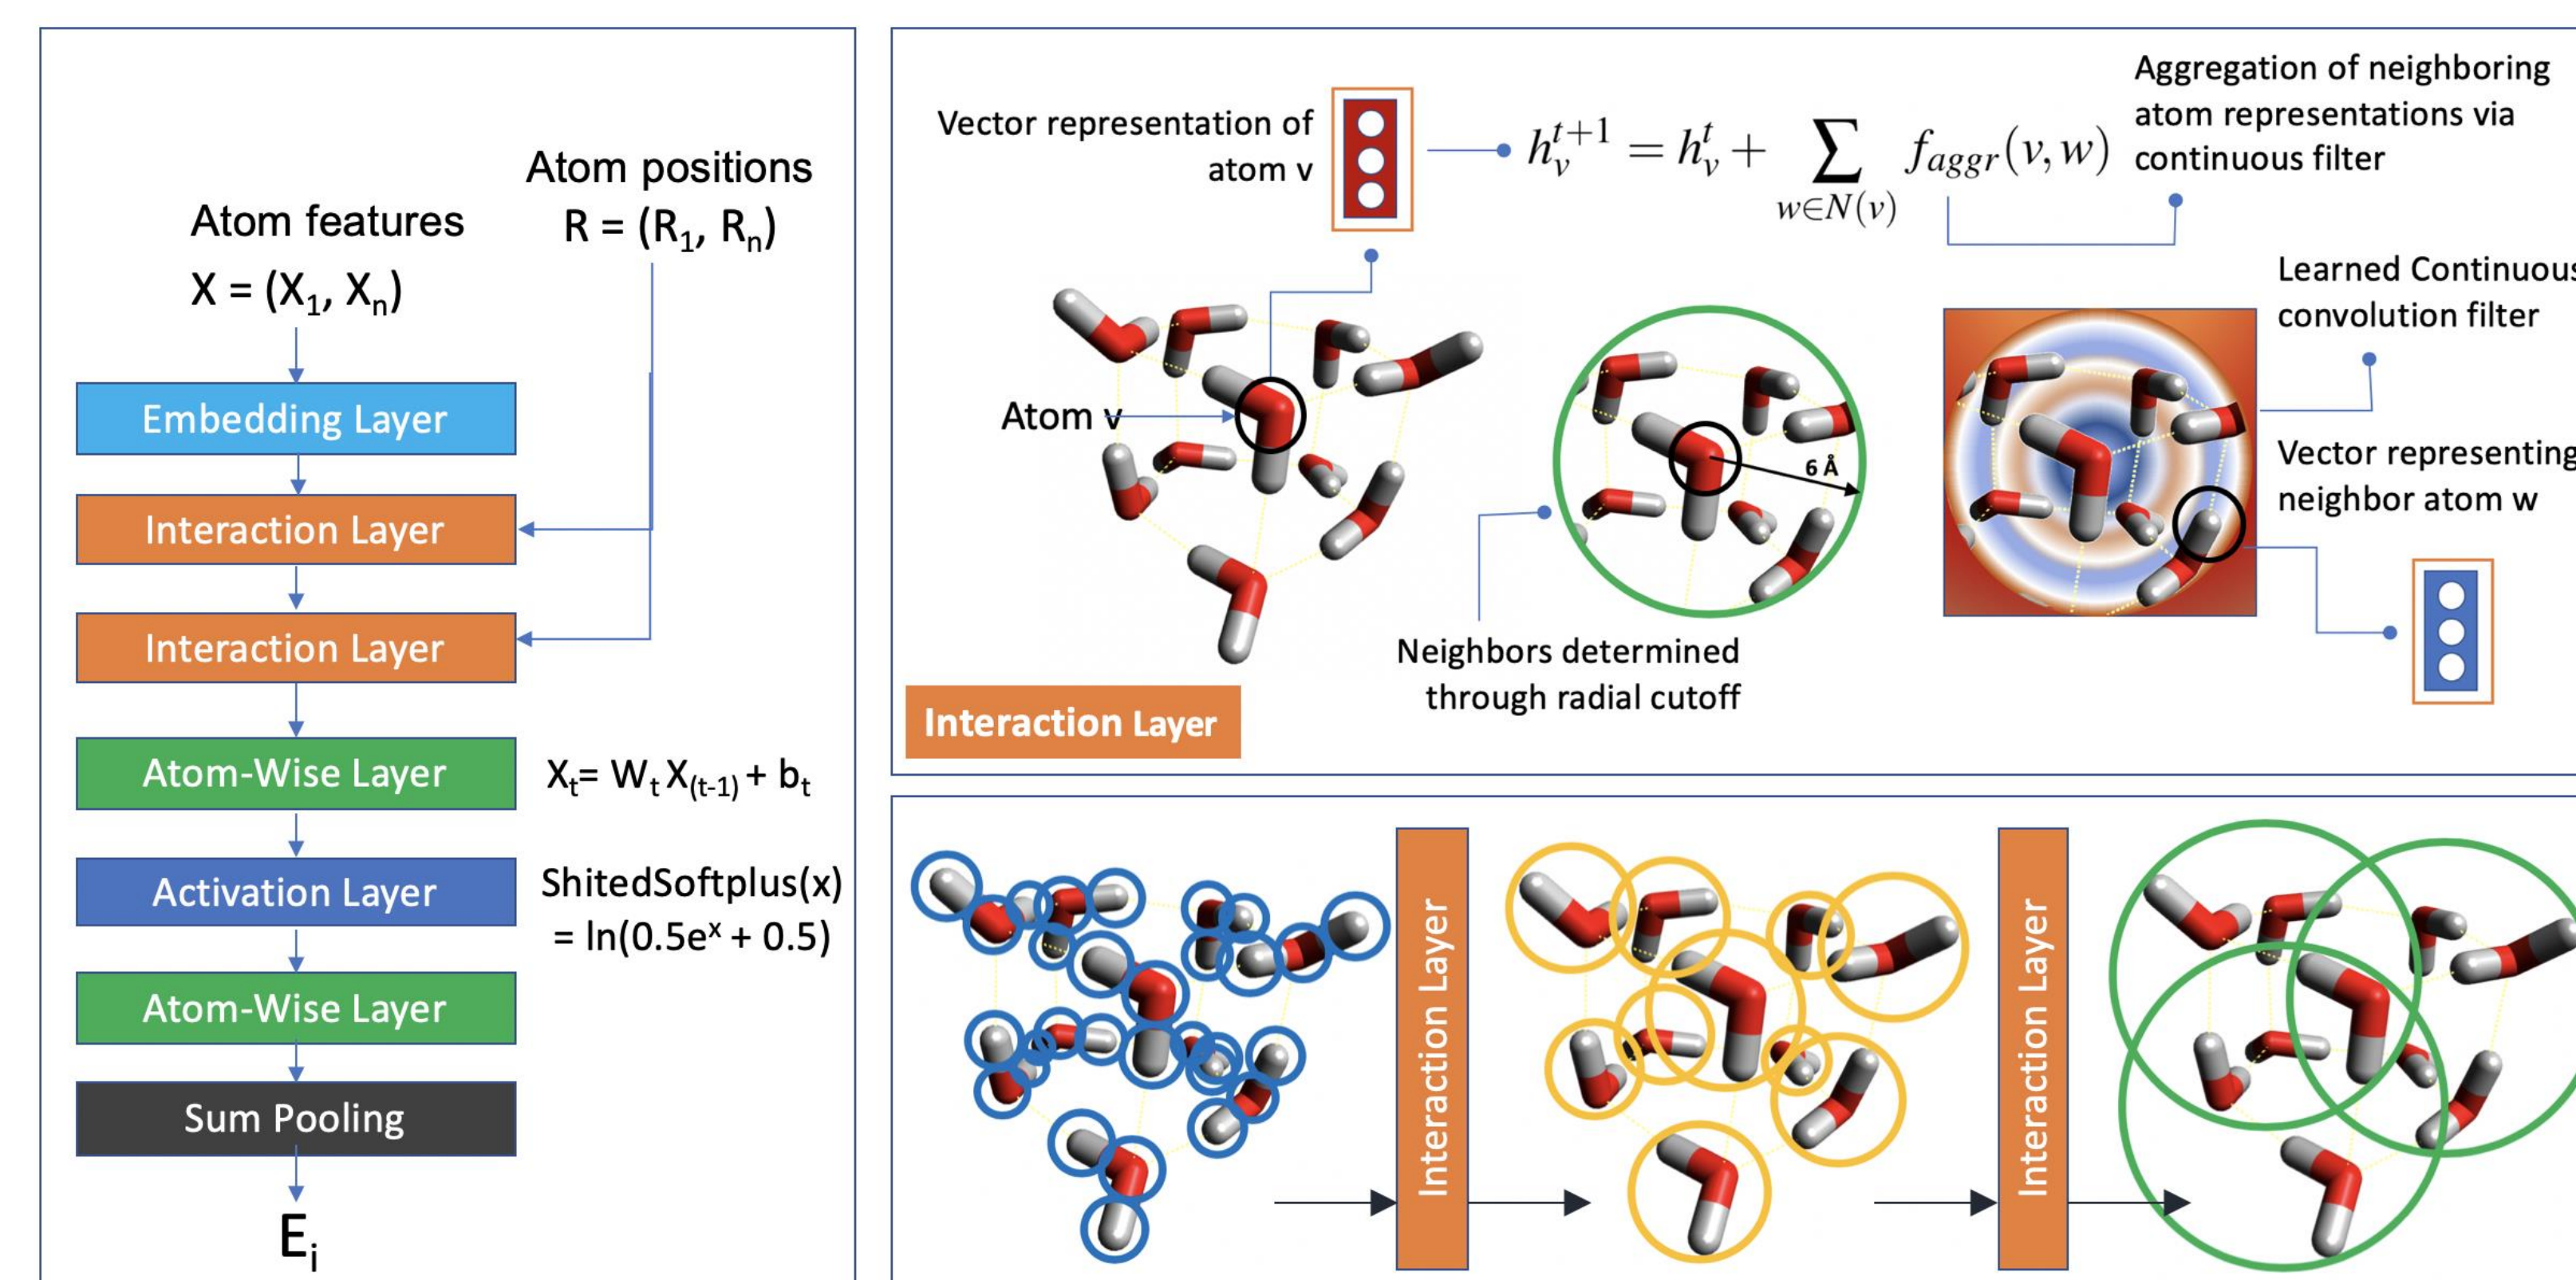 Atom features
X = (X₁, Xₙ)
Atom positions
R = (R₁, Rₙ)
Embedding Layer
Interaction Layer
Interaction Layer
Atom-Wise Layer
Xₜ= Wₜ X₍ₜ₋₁₎ + bₜ
Activation Layer
ShitedSoftplus(x)
= ln(0.5eˣ + 0.5)
Atom-Wise Layer
Sum Pooling
Eᵢ
Vector representation of
atom v
h_v^{t+1} = h_v^t + ∑_{w∈N(v)} f_{aggr}(v, w)
Aggregation of neighboring
atom representations via
continuous filter
Atom v
6 Å
Neighbors determined
through radial cutoff
Learned Continuous
convolution filter
Vector representing
neighbor atom w
Interaction Layer
Interaction Layer
Interaction Layer